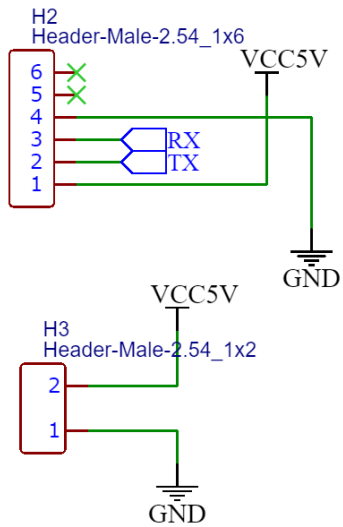 H2
Header-Male-2.54_1x6
VCC5V
6
5
4
3 RX
2 TX
1
GND
VCC5V
H3
Header-Male-2.54_1x2
2
1
GND